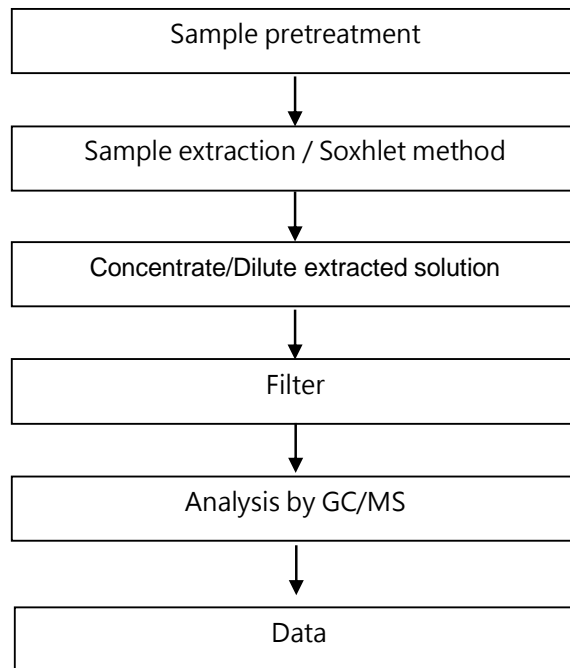 Sample pretreatment
Sample extraction / Soxhlet method
Concentrate/Dilute extracted solution
Filter
Analysis by GC/MS
Data